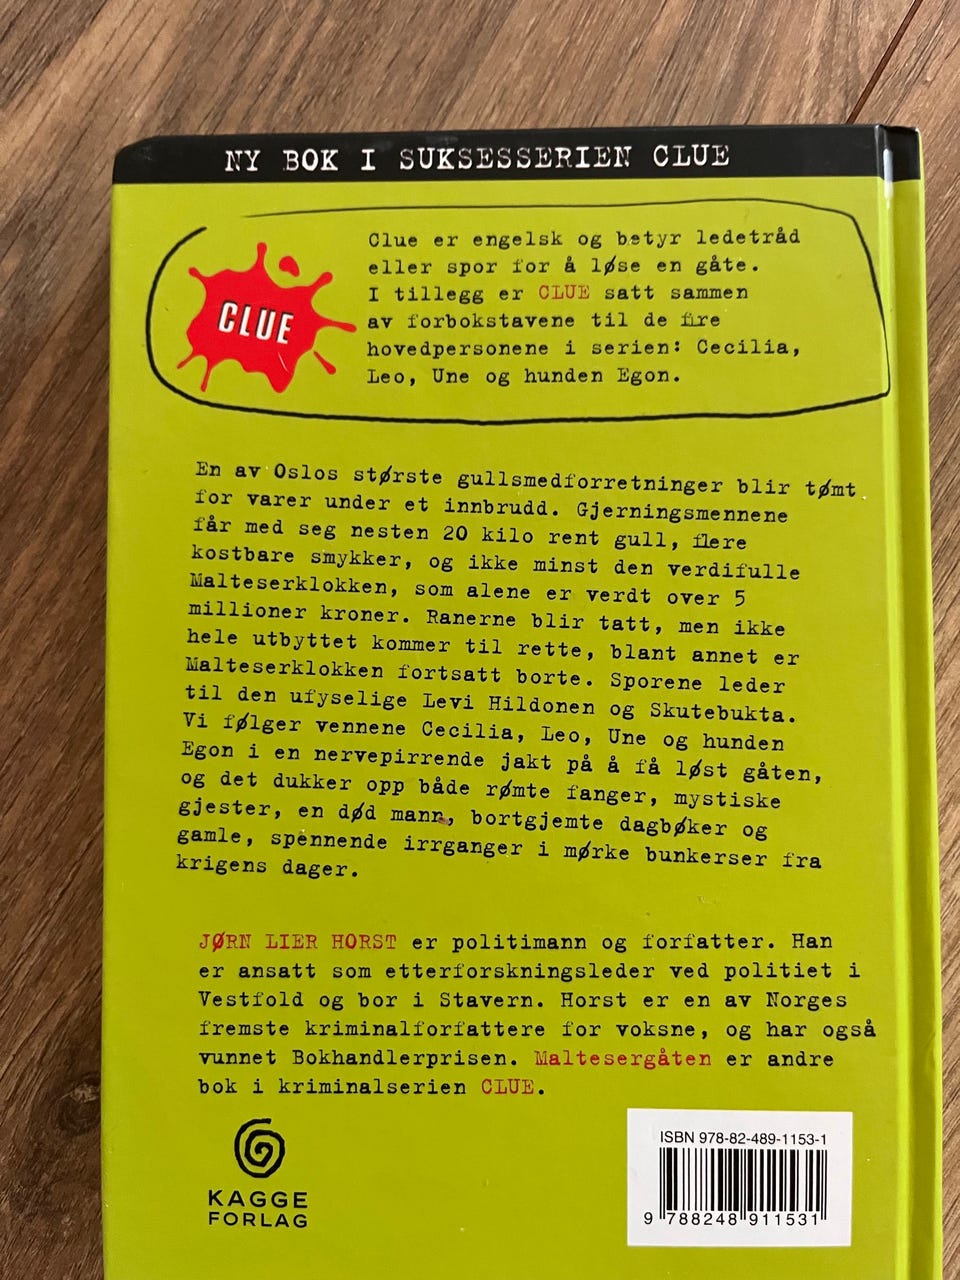 NY BOK I SUKSESSERIEN CLUE
CLUE
Clue er engelsk og betyr ledetråd
eller spor for å løse en gåte.
I tillegg er CLUE satt sammen
av forbokstavene til de fire
hovedpersonene i serien: Cecilia,
Leo, Une og hunden Egon.
En av Oslos største gullsmedforretninger blir tømt
for varer under et innbrudd. Gjerningsmennene
får med seg nesten 20 kilo rent gull, flere
kostbare smykker, og ikke minst den verdifulle
Malteserklokken, som alene er verdt over 5
millioner kroner. Ranerne blir tatt, men ikke
hele utbyttet kommer til rette, blant annet er
Malteserklokken fortsatt borte. Sporene leder
til den ufyselige Levi Hildonen og Skutebukta.
Vi følger vennene Cecilia, Leo, Une og hunden
Egon i en nervepirrende jakt på å få løst gåten,
og det dukker opp både rømte fanger, mystiske
gjester, en død mann, bortgjemte dagbøker og
gamle, spennende irrganger i mørke bunkerser fra
krigens dager.
JØRN LIER HORST er politimann og forfatter. Han
er ansatt som etterforskningsleder ved politiet i
Vestfold og bor i Stavern. Horst er en av Norges
fremste kriminalforfattere for voksne, og har også
vunnet Bokhandlerprisen. Maltesergåten er andre
bok i kriminalserien CLUE.
KAGGE
FORLAG
ISBN 978-82-489-1153-1
9 788248 911531